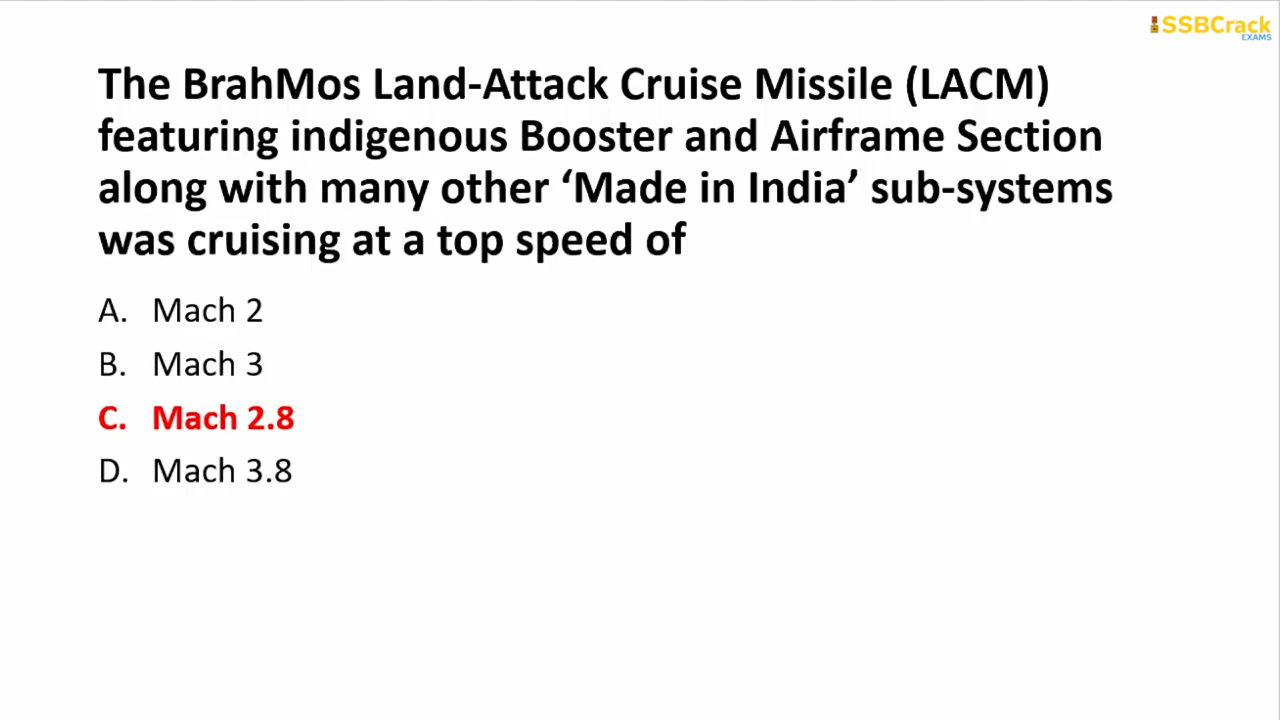 SSBCrack
EXAMS
The BrahMos Land-Attack Cruise Missile (LACM)
featuring indigenous Booster and Airframe Section
along with many other ‘Made in India’ sub-systems
was cruising at a top speed of
A. Mach 2
B. Mach 3
C. Mach 2.8
D. Mach 3.8